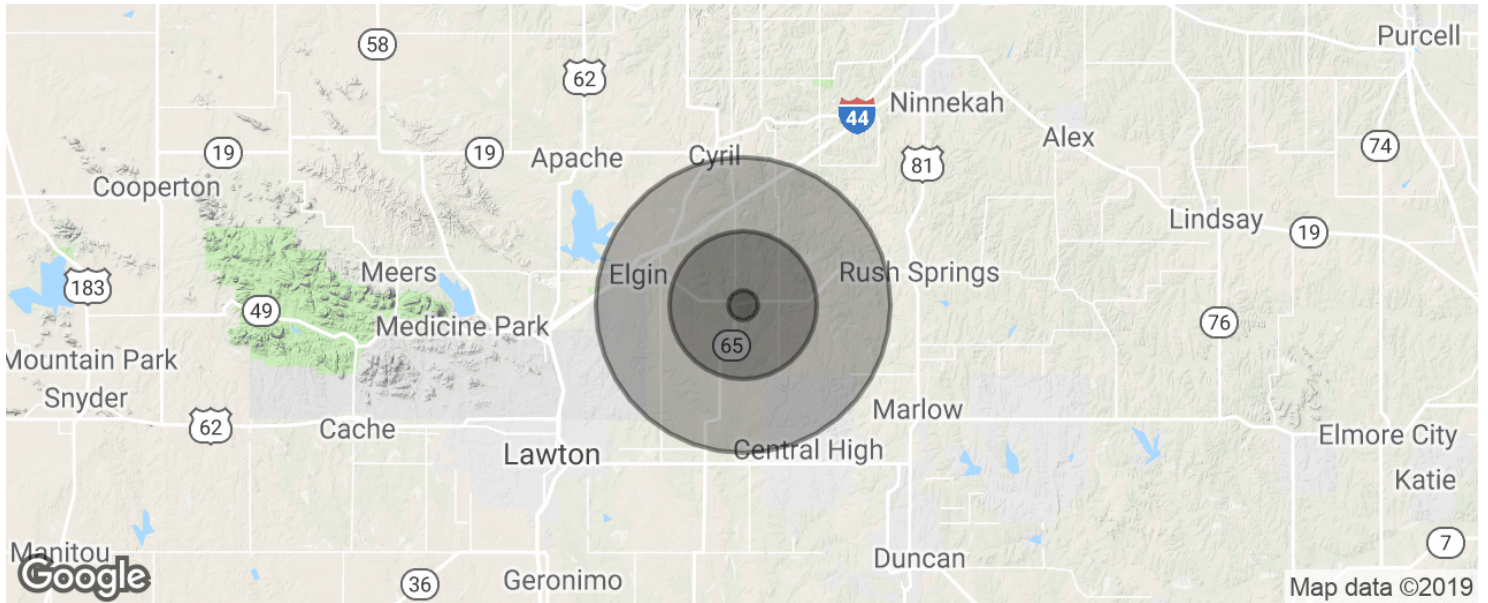 Purcell
58
62
Ninnekah
44
Alex
74
19
19
Apache
Cyril
81
Cooperton
Lindsay
19
Meers
Elgin
Rush Springs
183
49
Medicine Park
76
65
Mountain Park
Snyder
Marlow
62
Cache
Elmore City
Lawton
Central High
Katie
Manitou
Duncan
7
Google
36
Geronimo
Map data ©2019